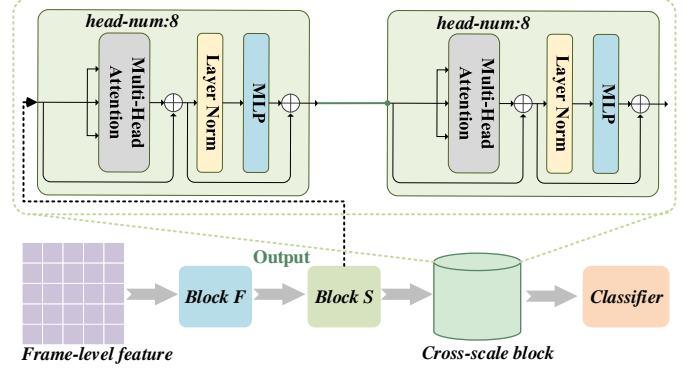 head-num:8
Multi-Head
Attention
Layer Norm
MLP
head-num:8
Multi-Head
Attention
Layer Norm
MLP
Output
Block F
Block S
Classifier
Frame-level feature
Cross-scale block